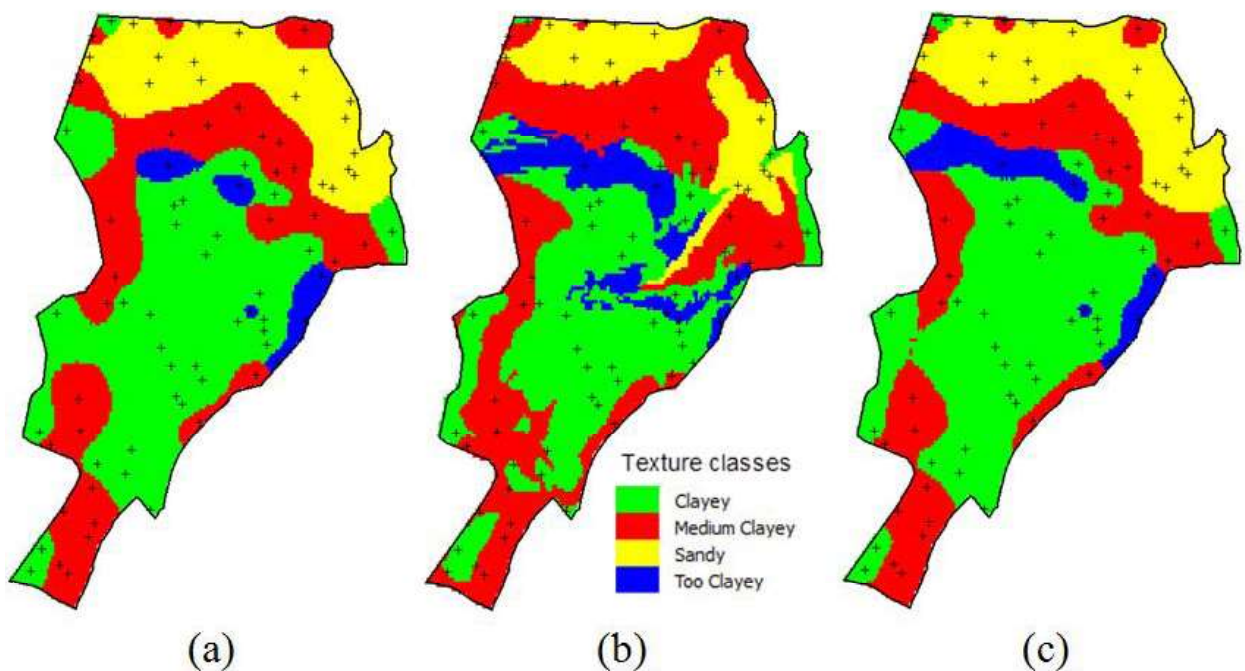 Texture classes
Clayey
Medium Clayey
Sandy
Too Clayey
(a)
(b)
(c)